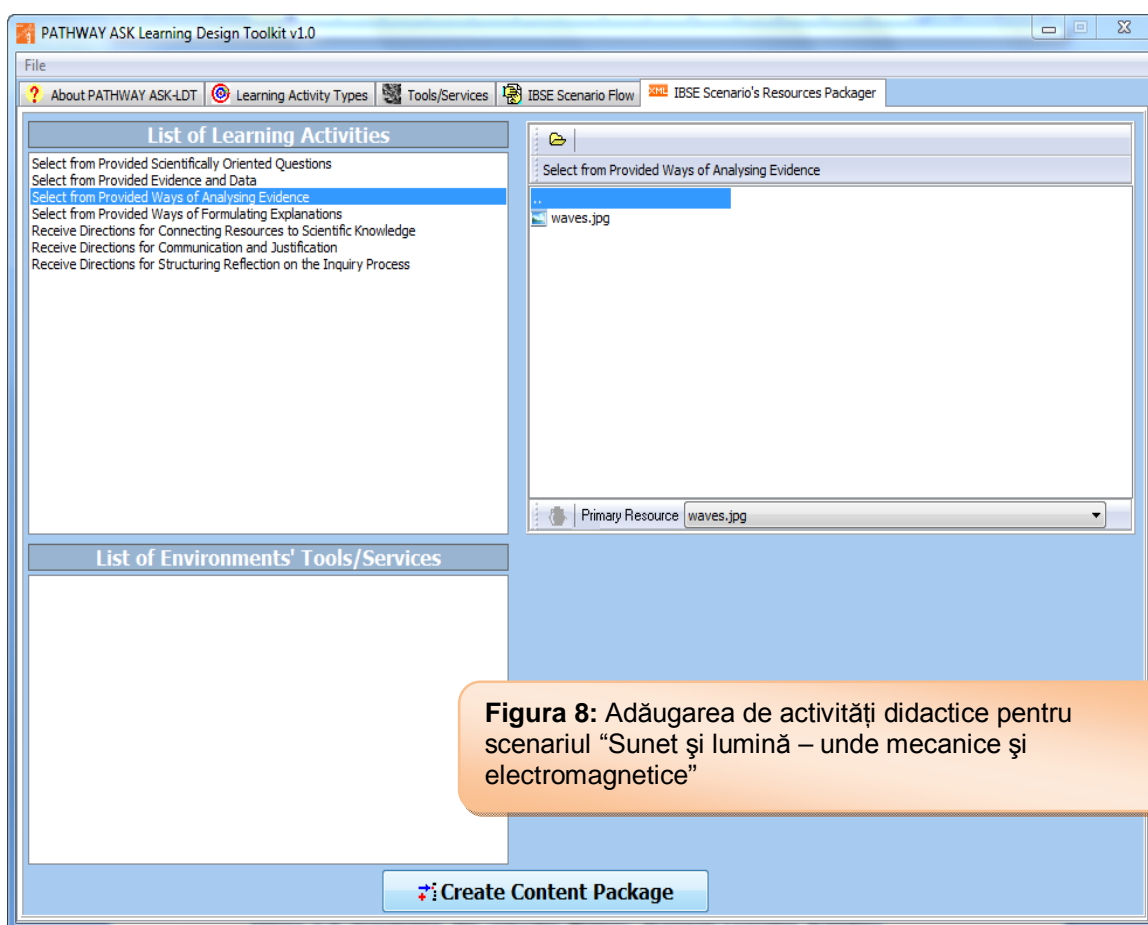 PATHWAY ASK Learning Design Toolkit v1.0
File
About PATHWAY ASK-LDT Learning Activity Types Tools/Services IBSE Scenario Flow XML IBSE Scenario's Resources Packager
List of Learning Activities
Select from Provided Scientifically Oriented Questions
Select from Provided Evidence and Data
Select from Provided Ways of Analysing Evidence
Select from Provided Ways of Formulating Explanations
Receive Directions for Connecting Resources to Scientific Knowledge
Receive Directions for Communication and Justification
Receive Directions for Structuring Reflection on the Inquiry Process
Select from Provided Ways of Analysing Evidence
..
waves.jpg
Primary Resource waves.jpg
List of Environments' Tools/Services
Figura 8: Adăugarea de activități didactice pentru
scenariul “Sunet şi lumină – unde mecanice şi
electromagnetice”
Create Content Package